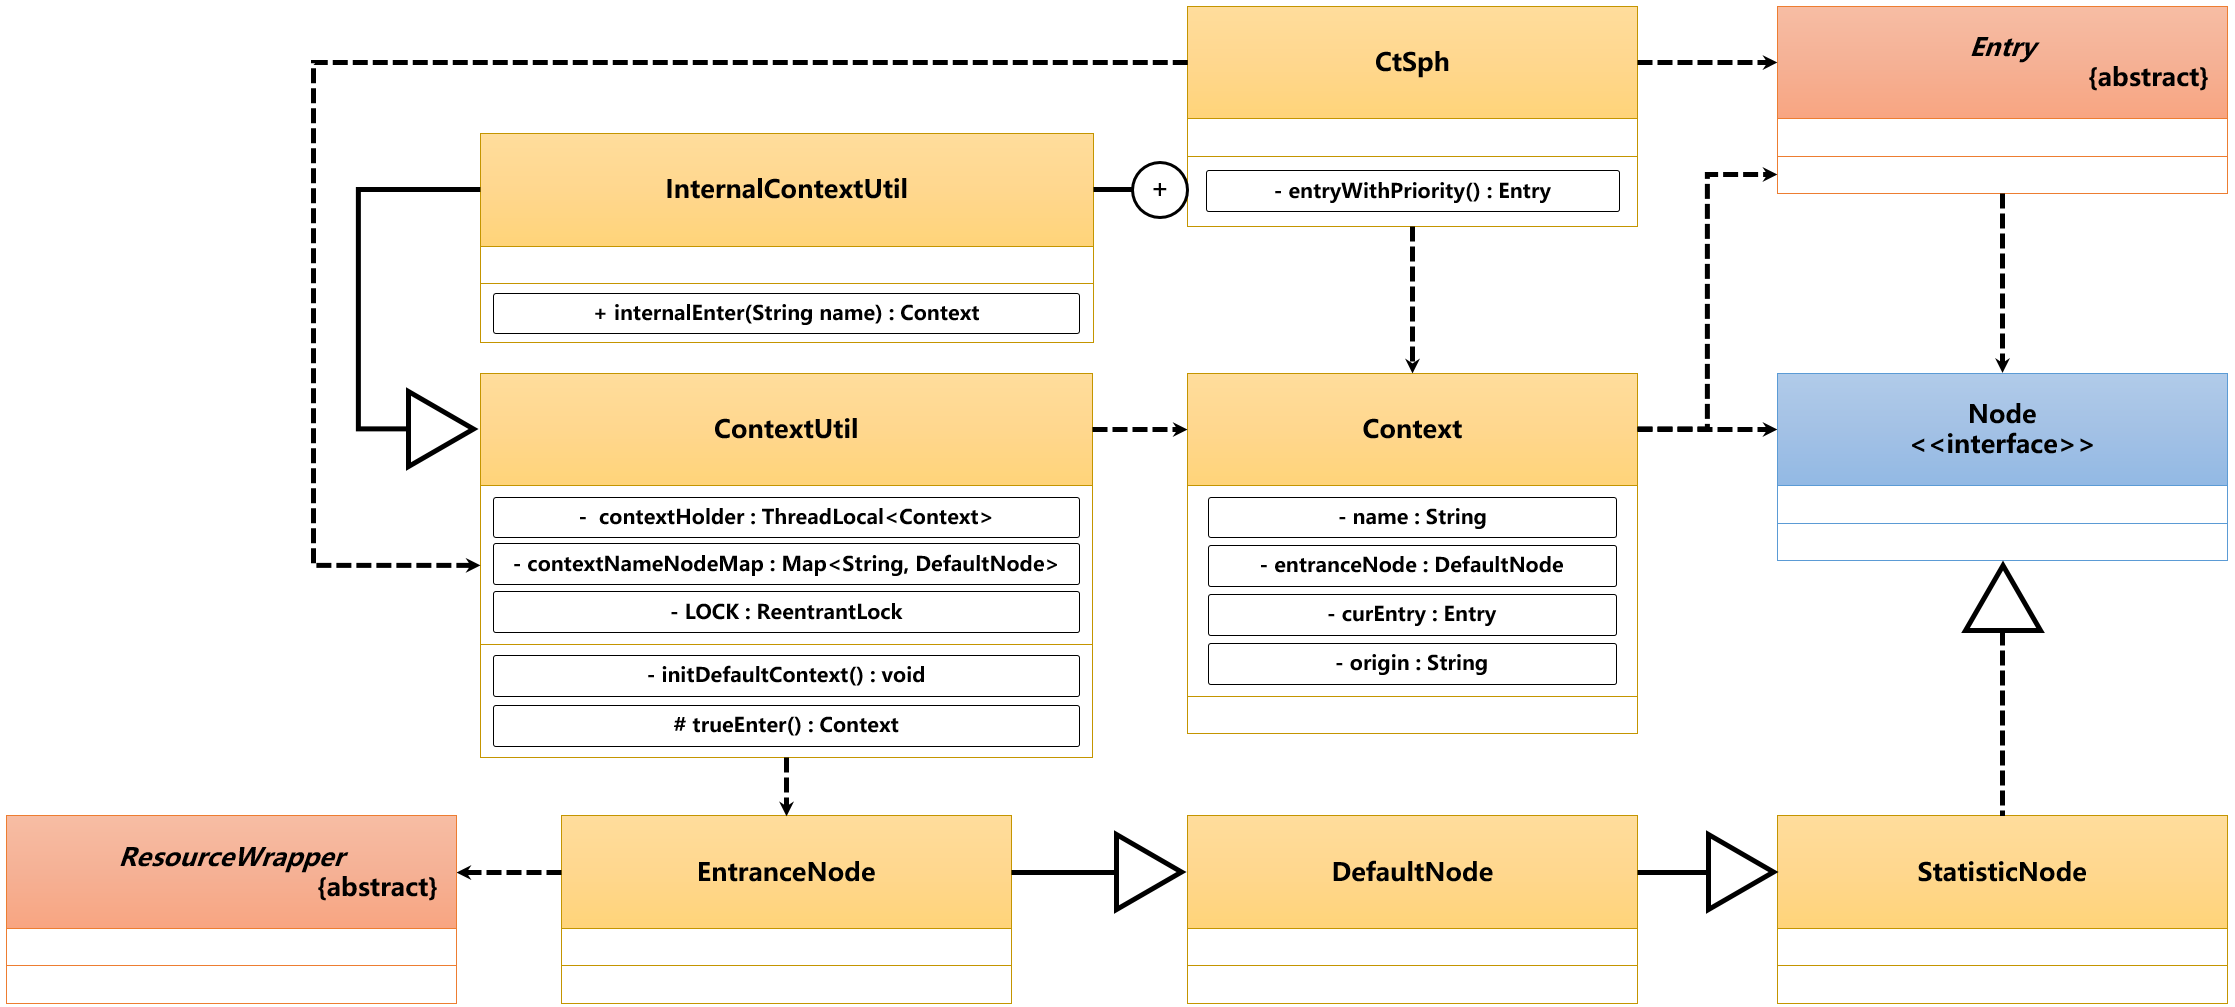 CtSph
Entry
{abstract}
InternalContextUtil
+
- entryWithPriority() : Entry
+ internalEnter(String name) : Context
ContextUtil
Context
Node
<<interface>>
- contextHolder : ThreadLocal<Context>
- contextNameNodeMap : Map<String, DefaultNode>
- LOCK : ReentrantLock
- initDefaultContext() : void
# trueEnter() : Context
- name : String
- entranceNode : DefaultNode
- curEntry : Entry
- origin : String
ResourceWrapper
{abstract}
EntranceNode
DefaultNode
StatisticNode